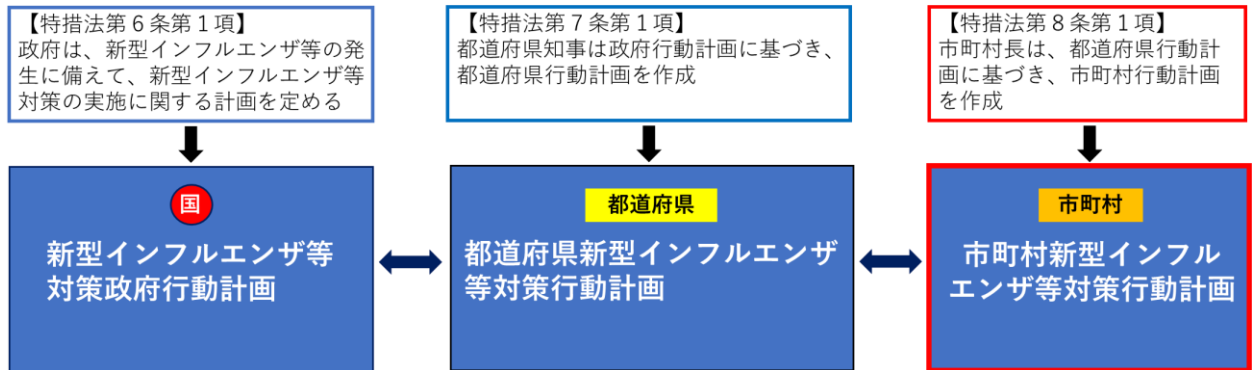 【特措法第６条第１項】
政府は、新型インフルエンザ等の発
生に備えて、新型インフルエンザ等
対策の実施に関する計画を定める
【特措法第７条第１項】
都道府県知事は政府行動計画に基づき、
都道府県行動計画を作成
【特措法第８条第１項】
市町村長は、都道府県行動計
画に基づき、市町村行動計画
を作成
国
新型インフルエンザ等
対策政府行動計画
都道府県
都道府県新型インフルエンザ
等対策行動計画
市町村
市町村新型インフル
エンザ等対策行動計画